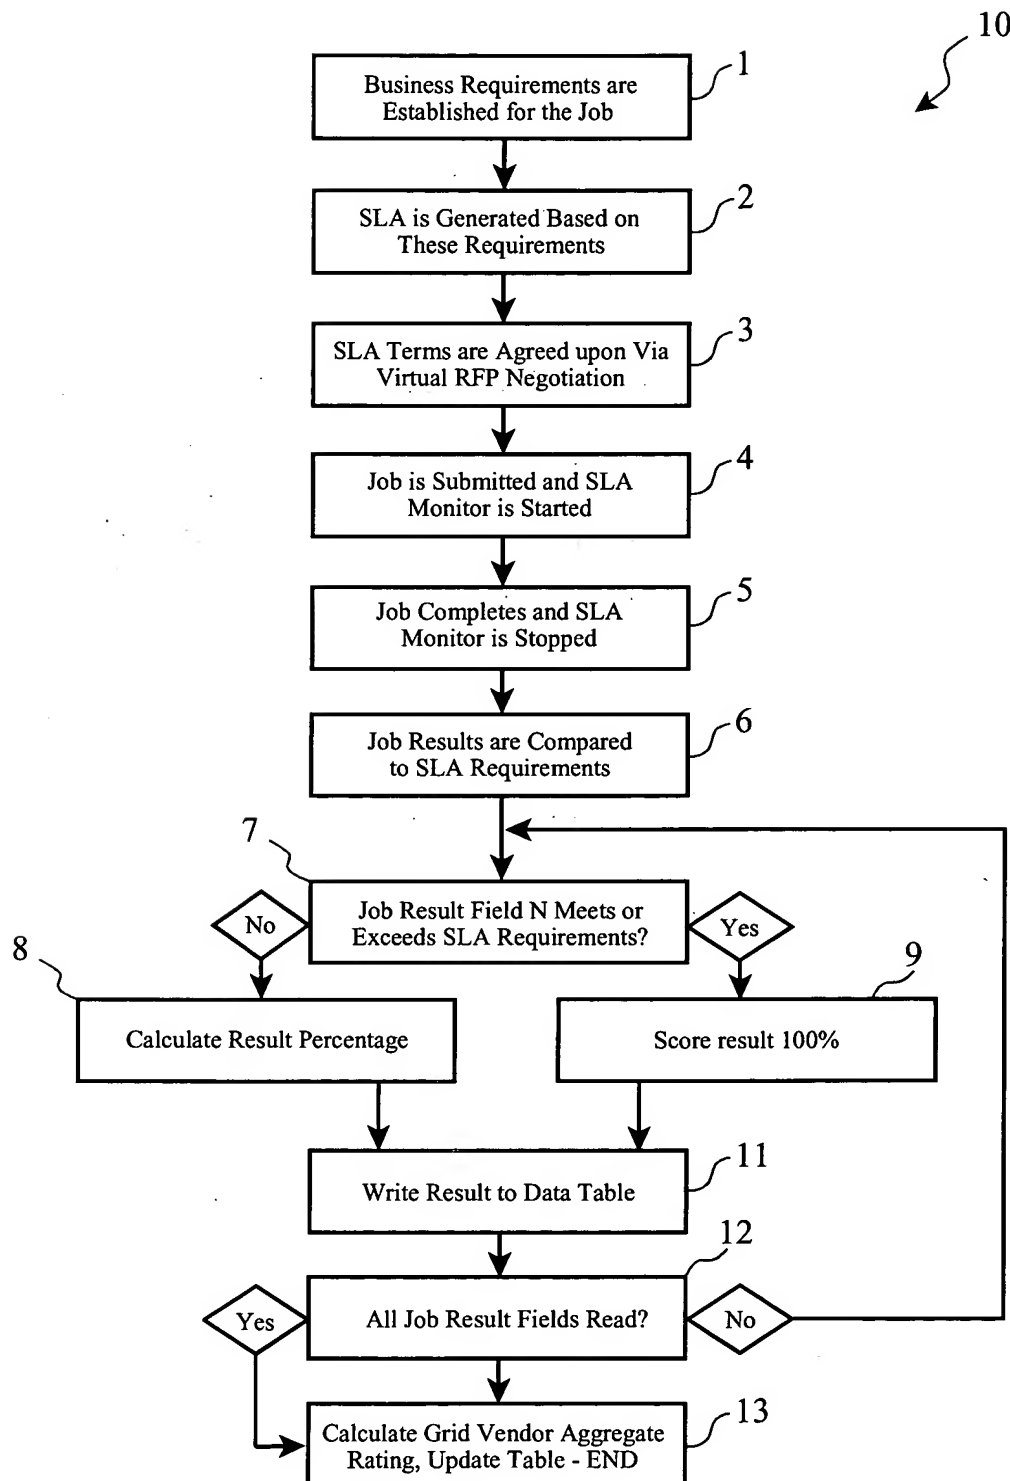 10
1
Business Requirements are
Established for the Job
2
SLA is Generated Based on
These Requirements
3
SLA Terms are Agreed upon Via
Virtual RFP Negotiation
4
Job is Submitted and SLA
Monitor is Started
5
Job Completes and SLA
Monitor is Stopped
6
Job Results are Compared
to SLA Requirements
7
No
Job Result Field N Meets or
Exceeds SLA Requirements?
Yes
8
9
Calculate Result Percentage
Score result 100%
11
Write Result to Data Table
12
Yes
All Job Result Fields Read?
No
13
Calculate Grid Vendor Aggregate
Rating, Update Table - END